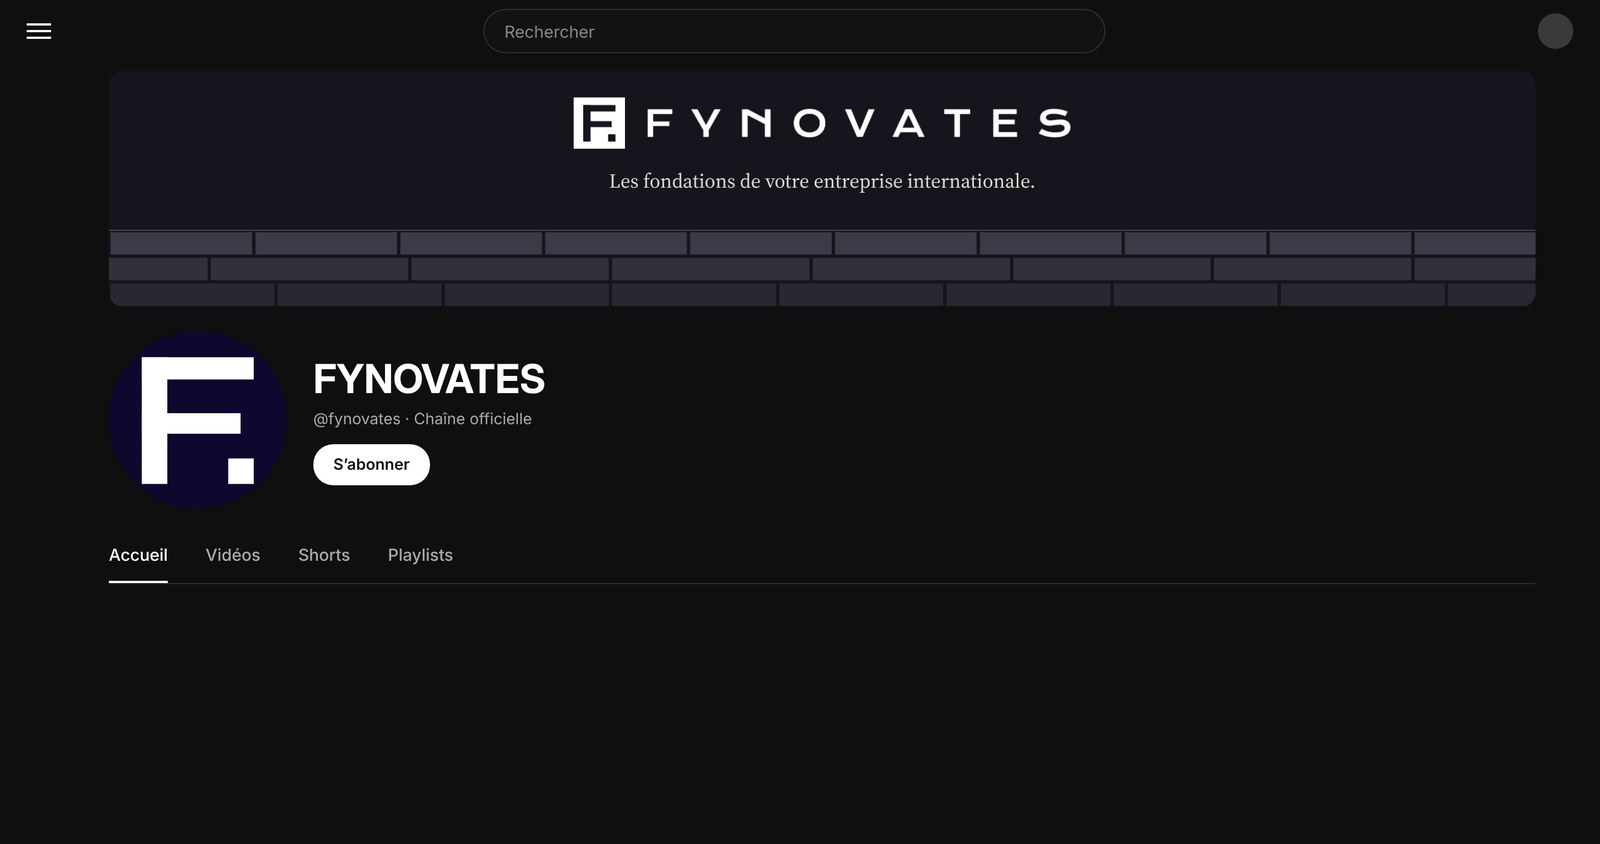 Rechercher
F. FYNOVATES
Les fondations de votre entreprise internationale.
F.
FYNOVATES
@fynovates · Chaîne officielle
S’abonner
Accueil Vidéos Shorts Playlists